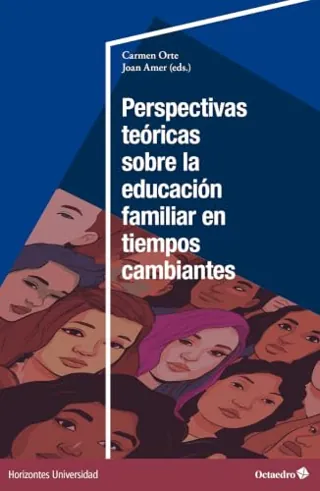 Carmen Orte
Joan Amer (eds.)
Perspectivas
teóricas
sobre la
educación
familiar en
tiempos
cambiantes
Horizontes Universidad
Octaedro